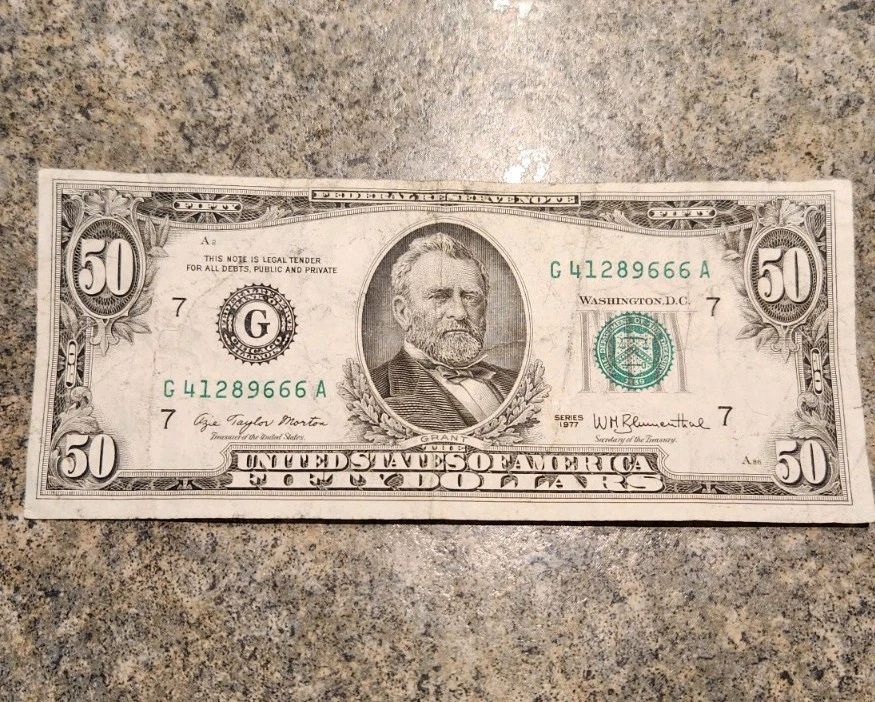 FEDERAL RESERVE NOTE
FIFTY
FIFTY
50
50
A2
THIS NOTE IS LEGAL TENDER
FOR ALL DEBTS, PUBLIC AND PRIVATE
G 41289666 A
WASHINGTON, D.C.
7
7
G
G 41289666 A
7
Azie Taylor Morton
Treasurer of the United States.
SERIES
1977
W M Blumenthal
Secretary of the Treasury.
7
GRANT
THE
UNITED STATES OF AMERICA
FIFTY DOLLARS
50
A86
50